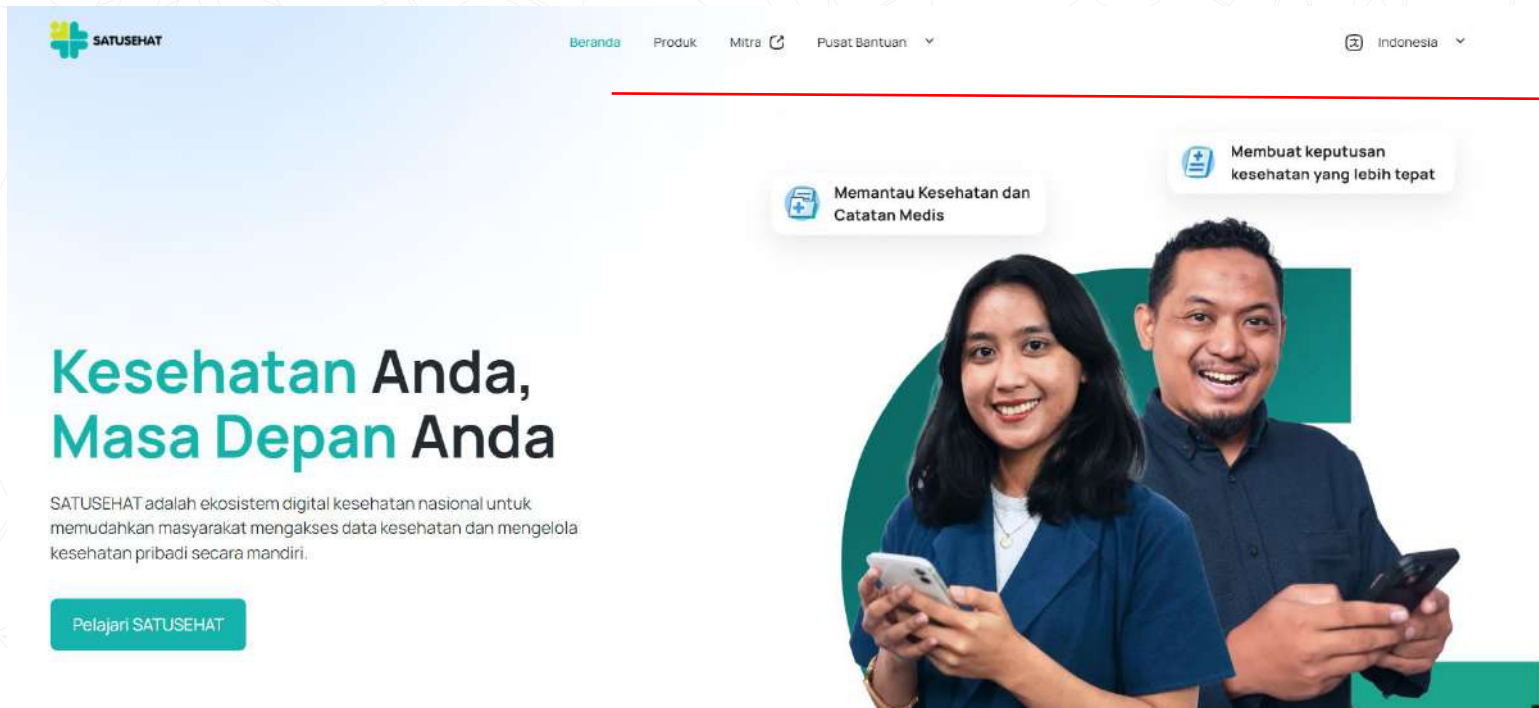 SATUSEHAT
Beranda Produk Mitra Pusat Bantuan
Indonesia
Membuat keputusan
kesehatan yang lebih tepat
Memantau Kesehatan dan
Catatan Medis
Kesehatan Anda,
Masa Depan Anda
SATUSEHAT adalah ekosistem digital kesehatan nasional untuk
memudahkan masyarakat mengakses data kesehatan dan mengelola
kesehatan pribadi secara mandiri.
Pelajari SATUSEHAT